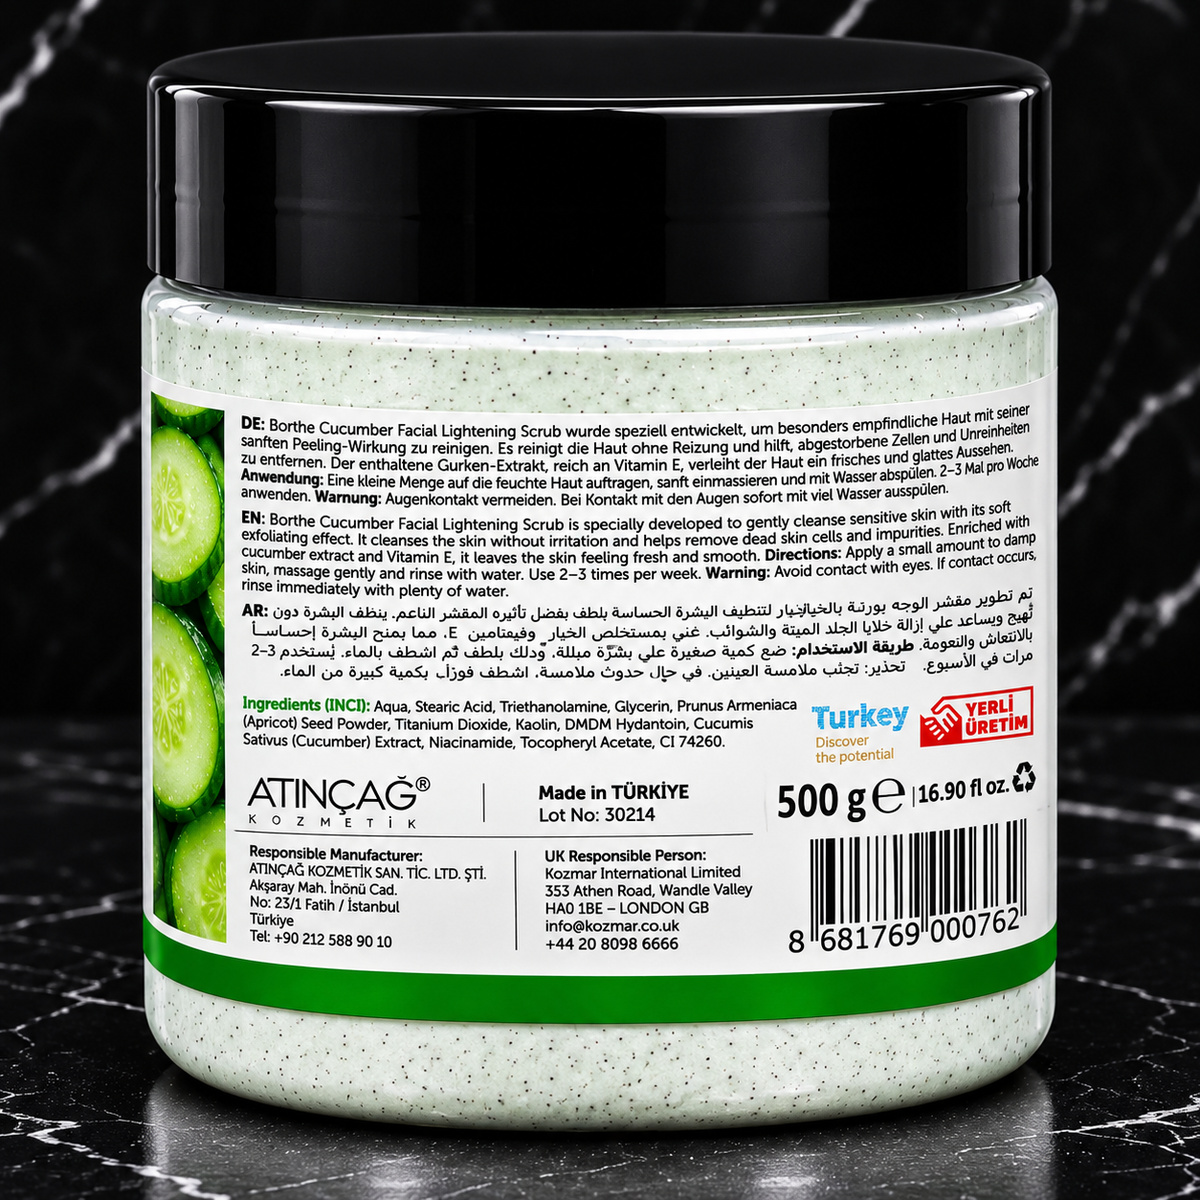 DE: Borthe Cucumber Facial Lightening Scrub wurde speziell entwickelt, um besonders empfindliche Haut mit seiner
sanften Peeling-Wirkung zu reinigen. Es reinigt die Haut ohne Reizung und hilft, abgestorbene Zellen und Unreinheiten
zu entfernen. Der enthaltene Gurken-Extrakt, reich an Vitamin E, verleiht der Haut ein frisches und glattes Aussehen.
Anwendung: Eine kleine Menge auf die feuchte Haut auftragen, sanft einmassieren und mit Wasser abspülen. 2–3 Mal pro Woche
anwenden. Warnung: Augenkontakt vermeiden. Bei Kontakt mit den Augen sofort mit viel Wasser ausspülen.
EN: Borthe Cucumber Facial Lightening Scrub is specially developed to gently cleanse sensitive skin with its soft
exfoliating effect. It cleanses the skin without irritation and helps remove dead skin cells and impurities. Enriched with
cucumber extract and Vitamin E, it leaves the skin feeling fresh and smooth. Directions: Apply a small amount to damp
skin, massage gently and rinse with water. Use 2–3 times per week. Warning: Avoid contact with eyes. If contact occurs,
rinse immediately with plenty of water.
AR: تم تطوير مقشر الوجه بورتة لتنظيف البشرة الحساسة بلطف بفضل تأثيره المقشر الناعم. ينظف البشرة دون
تهيج ويساعد علي إزالة خلايا الجلد الميتة والشوائب. غني بمستخلص الخيار وفيفتامين E، مما يمنح البشرة إحساساً
بالانتعاش والنعومة. طريقة الاستخدام: ضع كمية صغيرة علي مبللة، وذلك بلطف ثم اشطف بالماء. يُستخدم 3–2
مرات في الأسبوع. تحذير: ملامسة العينين. في حال حدوث ملامسة، اشطف بكمية كبيرة من الماء.
Ingredients (INCI): Aqua, Stearic Acid, Triethanolamine, Glycerin, Prunus Armeniaca
(Apricot) Seed Powder, Titanium Dioxide, Kaolin, DMDM Hydantoin, Cucumis
Sativus (Cucumber) Extract, Niacinamide, Tocopheryl Acetate, CI 74260.
Turkey
Discover
the potential
YERLİ
ÜRETİM
ATINÇAĞ®
KOZMETİK
Made in TÜRKİYE
Lot No: 30214
500 g ℮ | 16.90 fl oz.
Responsible Manufacturer:
ATINÇAĞ KOZMETİK SAN. TİC. LTD. ŞTİ.
Akşaray Mah. İnönü Cad.
No: 23/1 Fatih / İstanbul
Türkiye
Tel: +90 212 588 90 10
UK Responsible Person:
Kozmar International Limited
353 Athen Road, Wandle Valley
HA0 1BE – LONDON GB
info@kozmar.co.uk
+44 20 8098 6666
8 681769 000762